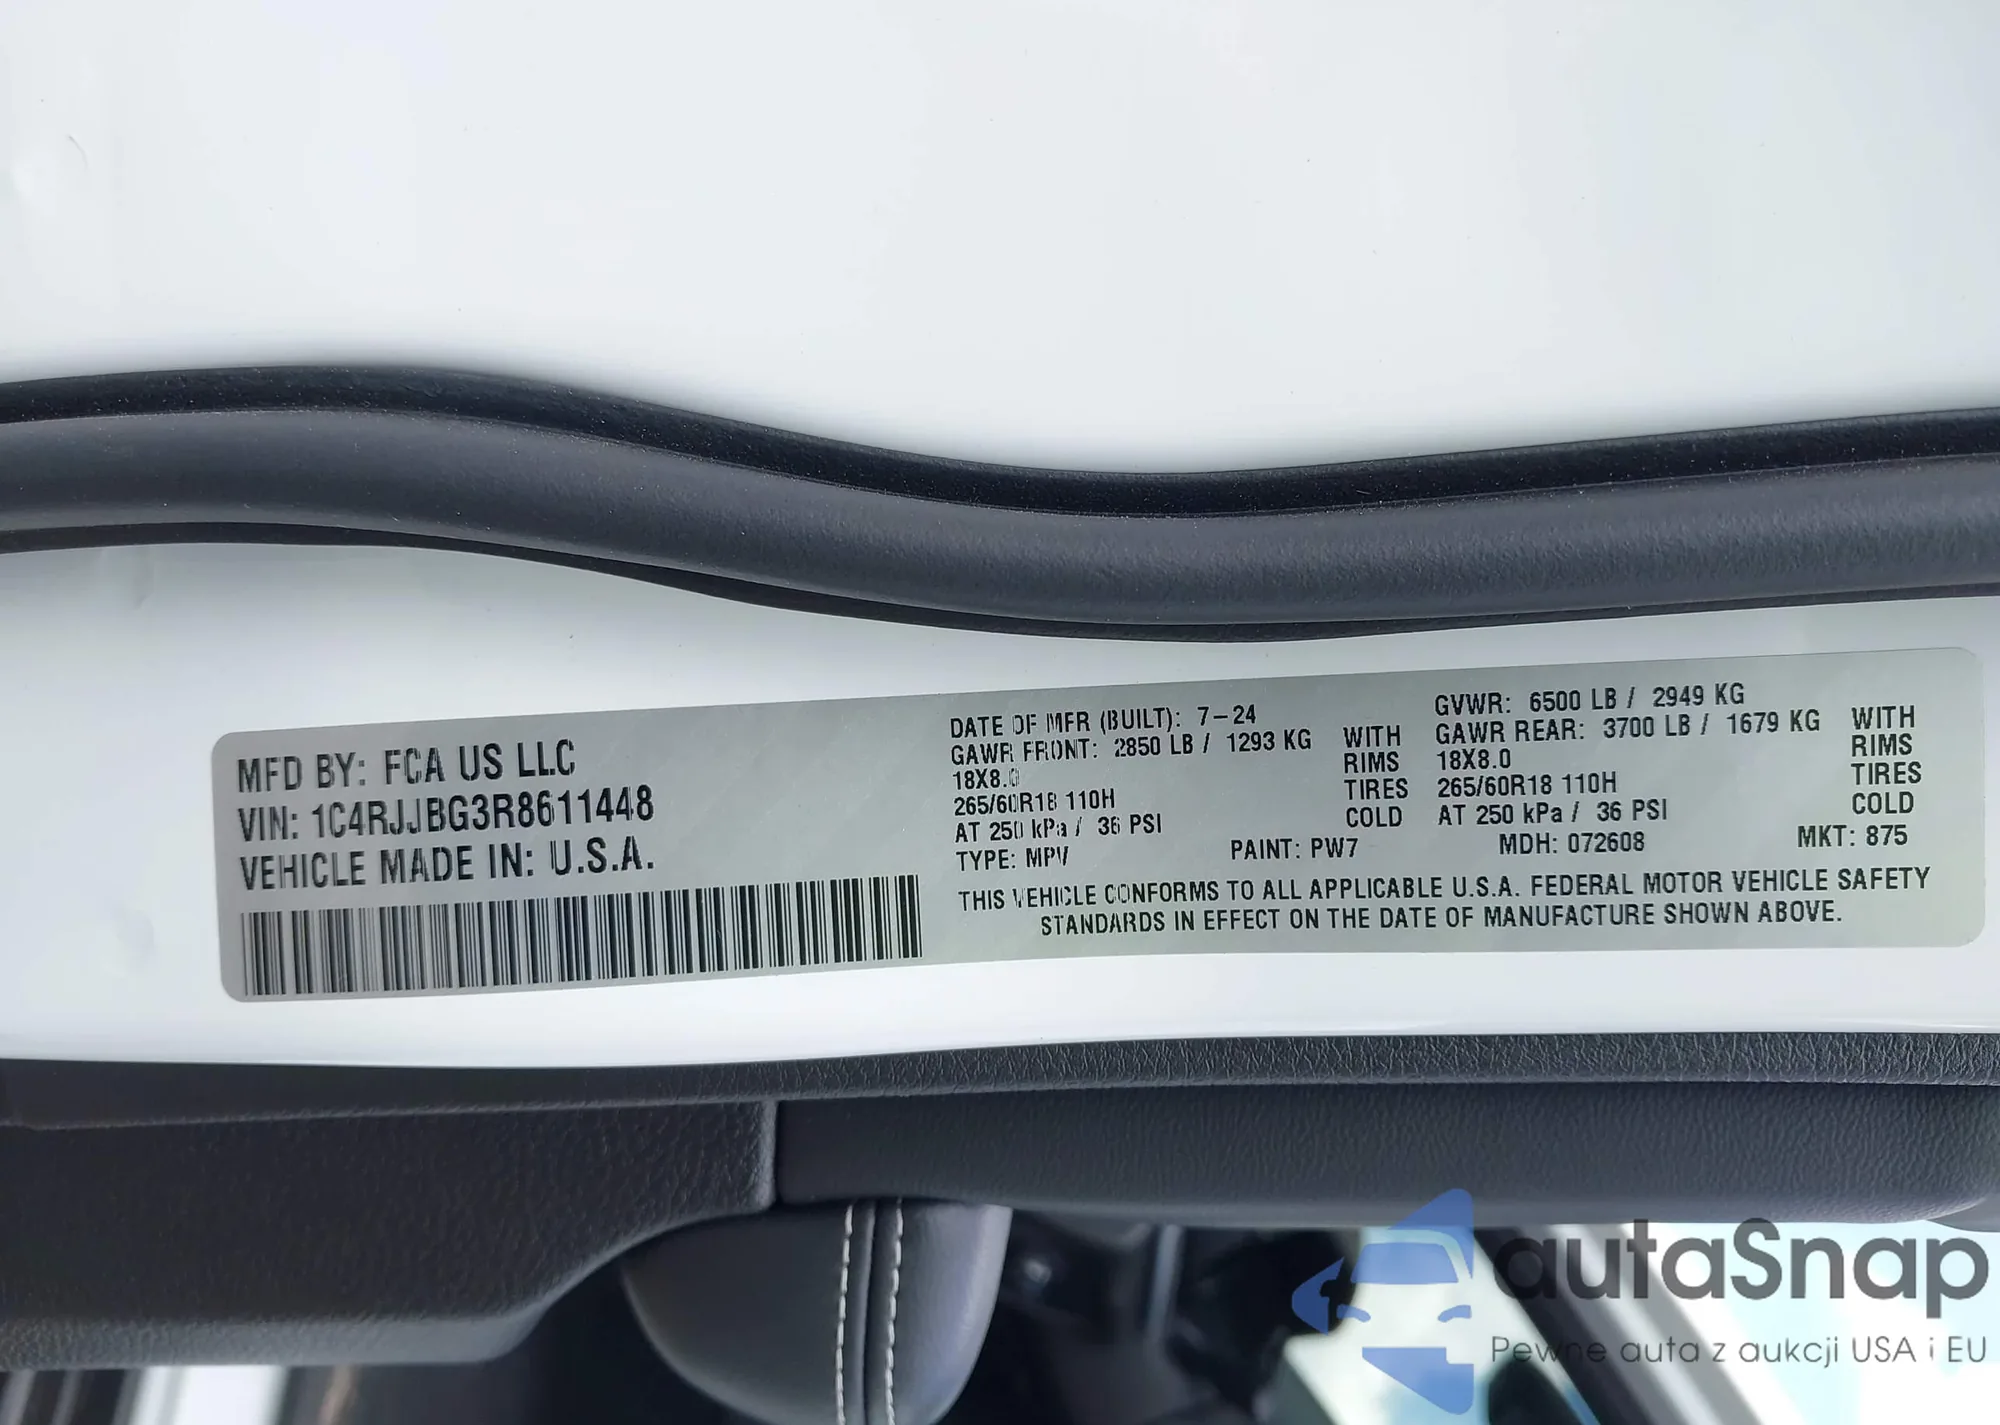 MFD BY: FCA US LLC
VIN: 1C4RJJBG3R8611448
VEHICLE MADE IN: U.S.A.
DATE OF MFR (BUILT): 7-24
GAWR FRONT: 2850 LB / 1293 KG WITH
18X8.0 RIMS
265/60R18 110H TIRES
AT 250 kPa / 36 PSI COLD
TYPE: MPV
GVWR: 6500 LB / 2949 KG
GAWR REAR: 3700 LB / 1679 KG WITH
18X8.0 RIMS
265/60R18 110H TIRES
AT 250 kPa / 36 PSI COLD
PAINT: PW7 MDH: 072608 MKT: 875
THIS VEHICLE CONFORMS TO ALL APPLICABLE U.S.A. FEDERAL MOTOR VEHICLE SAFETY
STANDARDS IN EFFECT ON THE DATE OF MANUFACTURE SHOWN ABOVE.
autaSnap
Pewne auta z aukcji USA i EU